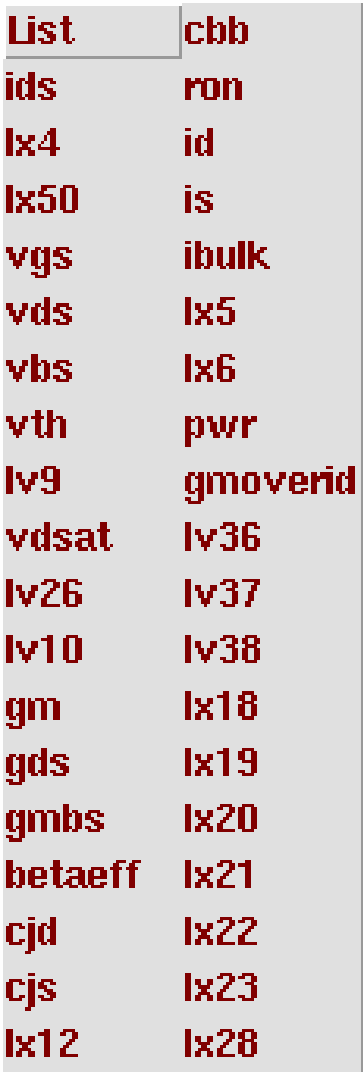 List cbb
ids ron
lx4 id
lx50 is
vgs ibulk
vds lx5
vbs lx6
vth pwr
lv9 gmoverid
vdsat lv36
lv26 lv37
lv10 lv38
gm lx18
gds lx19
gmbs lx20
betaeff lx21
cjd lx22
cjs lx23
lx12 lx28